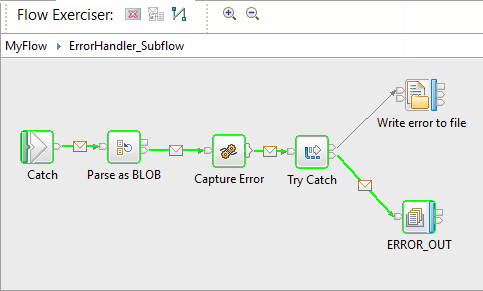 Flow Exerciser:
MyFlow ErrorHandler_Subflow
Write error to file
Catch Parse as BLOB Capture Error Try Catch
ERROR_OUT